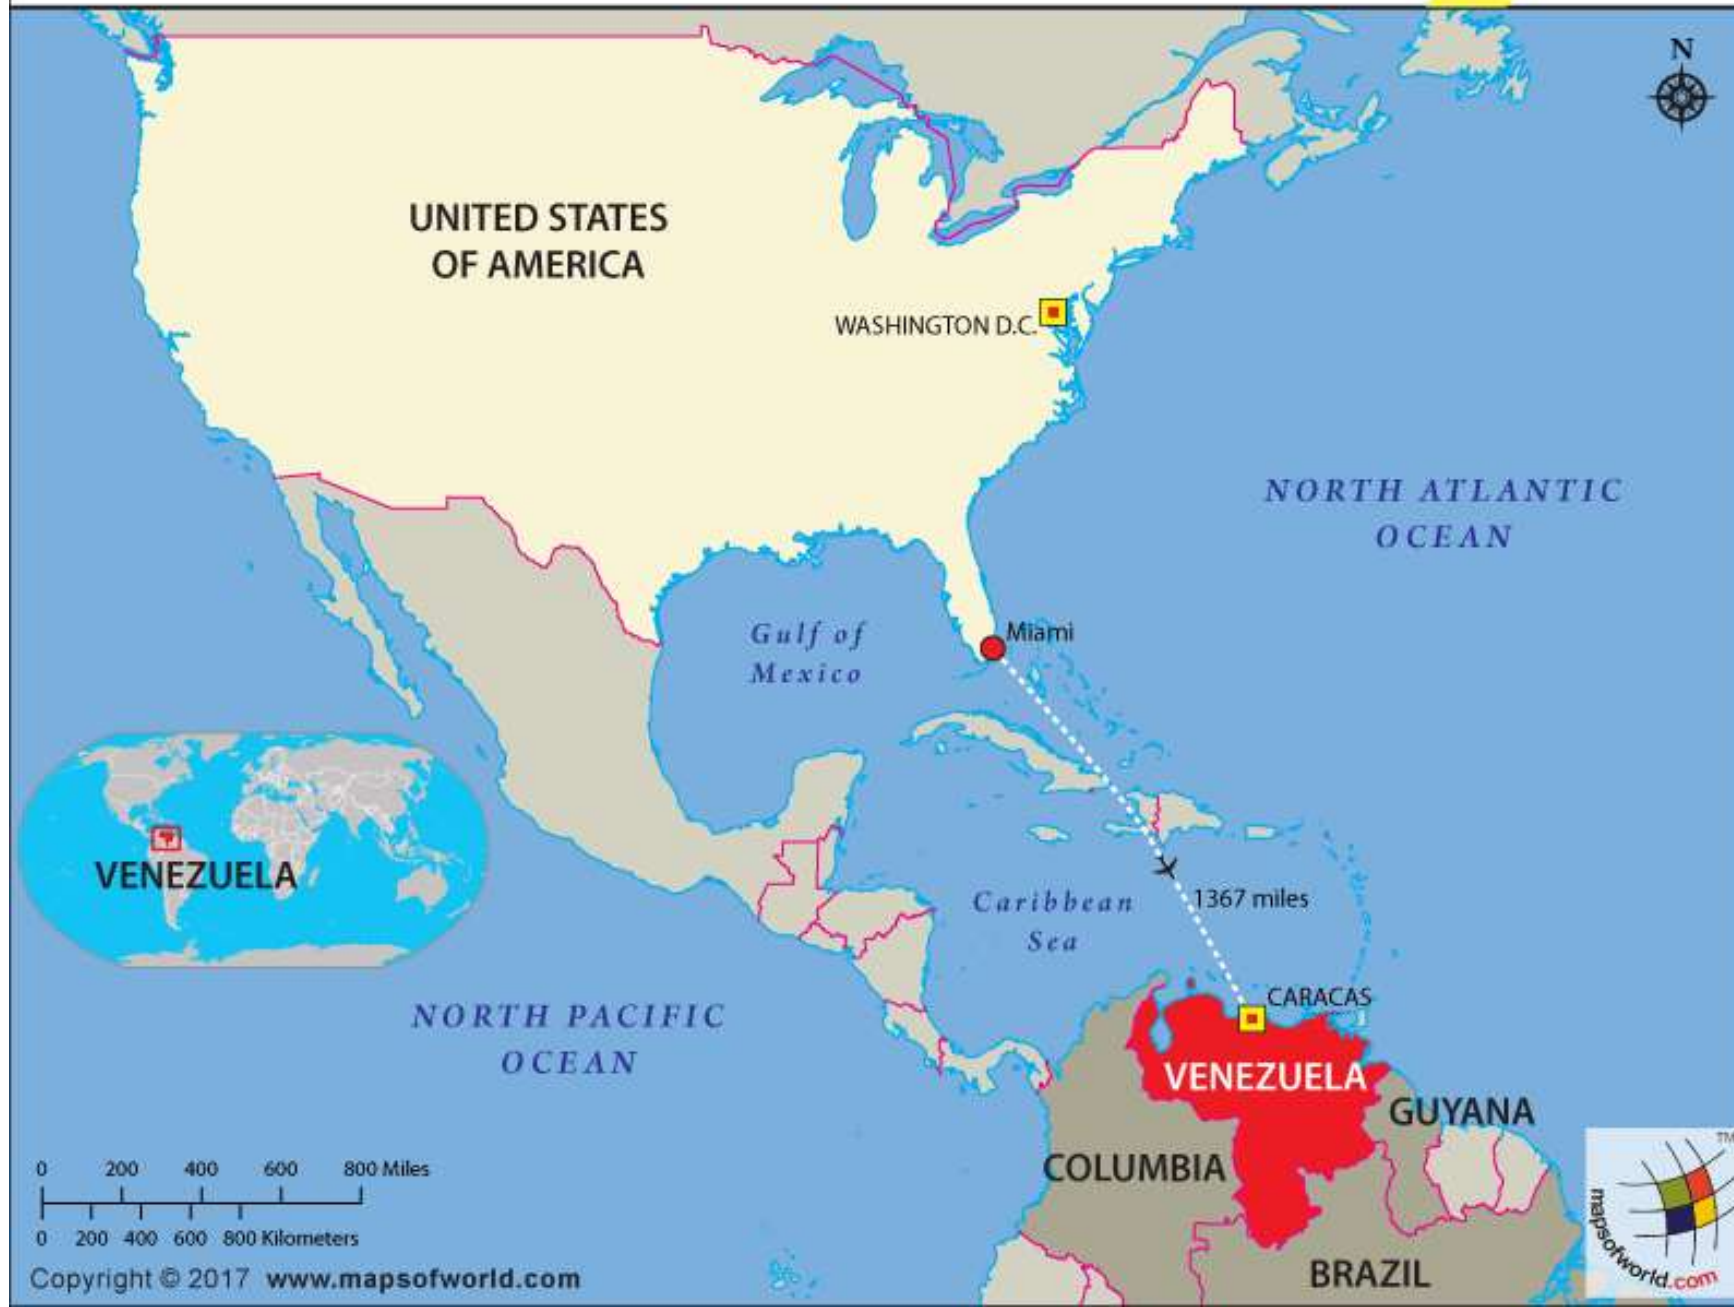 N
UNITED STATES
OF AMERICA
WASHINGTON D.C.
NORTH ATLANTIC
OCEAN
Gulf of
Mexico
Miami
VENEZUELA
Caribbean
Sea
1367 miles
CARACAS
NORTH PACIFIC
OCEAN
VENEZUELA
GUYANA
COLUMBIA
BRAZIL
0 200 400 600 800 Miles
0 200 400 600 800 Kilometers
Copyright © 2017 www.mapsofworld.com
TM
mapsofworld.com